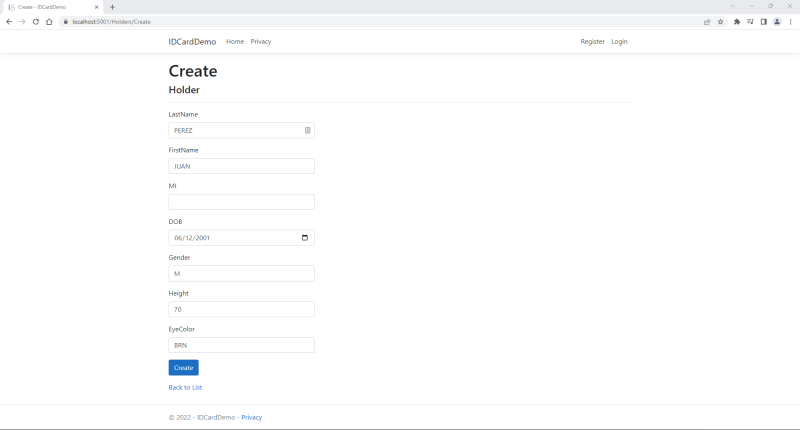 Create - IDCardDemo
localhost:5001/Holders/Create
IDCardDemo Home Privacy Register Login
Create
Holder
LastName
PEREZ
FirstName
JUAN
MI
DOB
06/12/2001
Gender
M
Height
70
EyeColor
BRN
Create
Back to List
© 2022 - IDCardDemo - Privacy